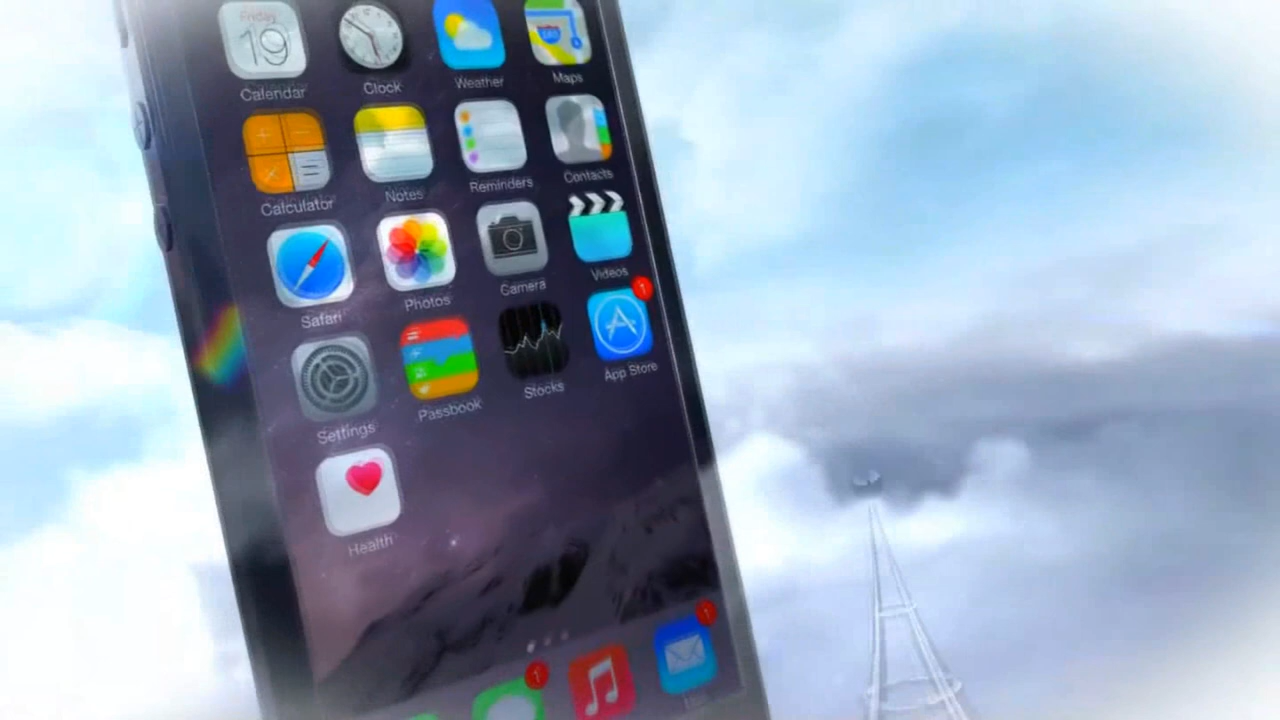 Friday
19
Calendar
Clock
Weather
Maps
Calculator
Notes
Reminders
Contacts
Safari
Photos
Camera
Videos
1
Settings
Passbook
Stocks
App Store
Health
1
1